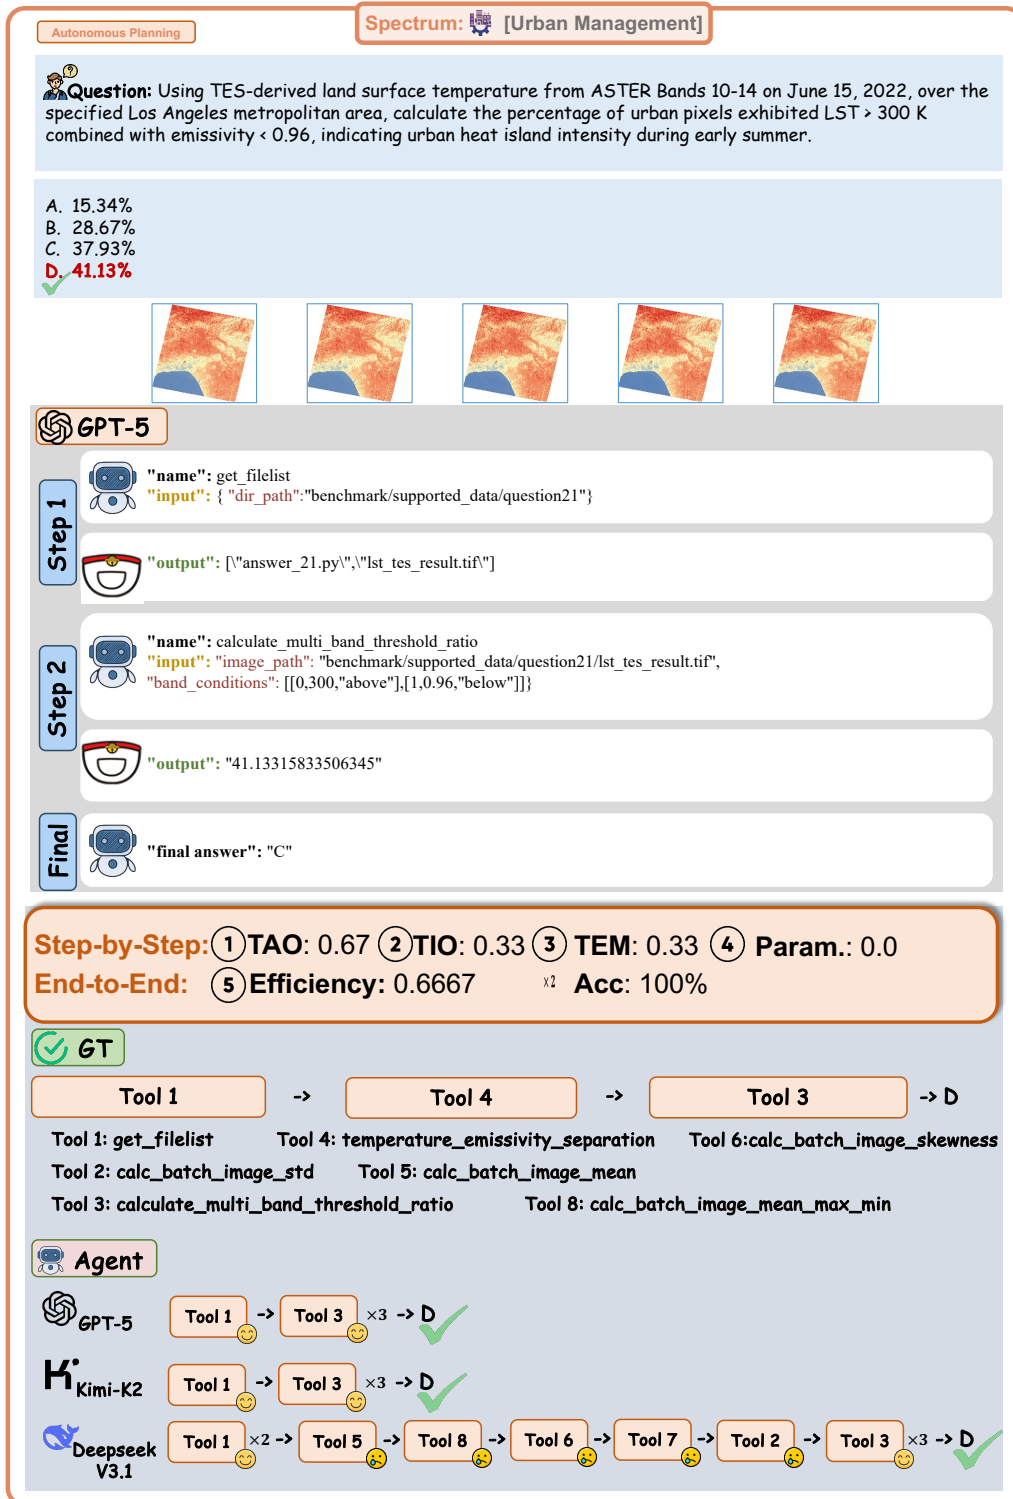 Autonomous Planning
Spectrum: [Urban Management]
Question: Using TES-derived land surface temperature from ASTER Bands 10-14 on June 15, 2022, over the
specified Los Angeles metropolitan area, calculate the percentage of urban pixels exhibited LST > 300 K
combined with emissivity < 0.96, indicating urban heat island intensity during early summer.
A. 15.34%
B. 28.67%
C. 37.93%
D. 41.13%
GPT-5
Step 1
"name": get_filelist
"input": { "dir_path":"benchmark/supported_data/question21"}
"output": [\"answer_21.py\",\"lst_tes_result.tif\"]
Step 2
"name": calculate_multi_band_threshold_ratio
"input": "image_path": "benchmark/supported_data/question21/lst_tes_result.tif",
"band_conditions": [[0,300,"above"],[1,0.96,"below"]]}
"output": "41.13315833506345"
Final
"final answer": "C"
Step-by-Step: 1 TAO: 0.67 2 TIO: 0.33 3 TEM: 0.33 4 Param.: 0.0
End-to-End: 5 Efficiency: 0.6667 ×2 Acc: 100%
GT
Tool 1 -> Tool 4 -> Tool 3 -> D
Tool 1: get_filelist Tool 4: temperature_emissivity_separation Tool 6:calc_batch_image_skewness
Tool 2: calc_batch_image_std Tool 5: calc_batch_image_mean
Tool 3: calculate_multi_band_threshold_ratio Tool 8: calc_batch_image_mean_max_min
Agent
GPT-5 Tool 1 -> Tool 3 ×3 -> D
Kimi-K2 Tool 1 -> Tool 3 ×3 -> D
Deepseek V3.1 Tool 1 ×2 -> Tool 5 -> Tool 8 -> Tool 6 -> Tool 7 -> Tool 2 -> Tool 3 ×3 -> D